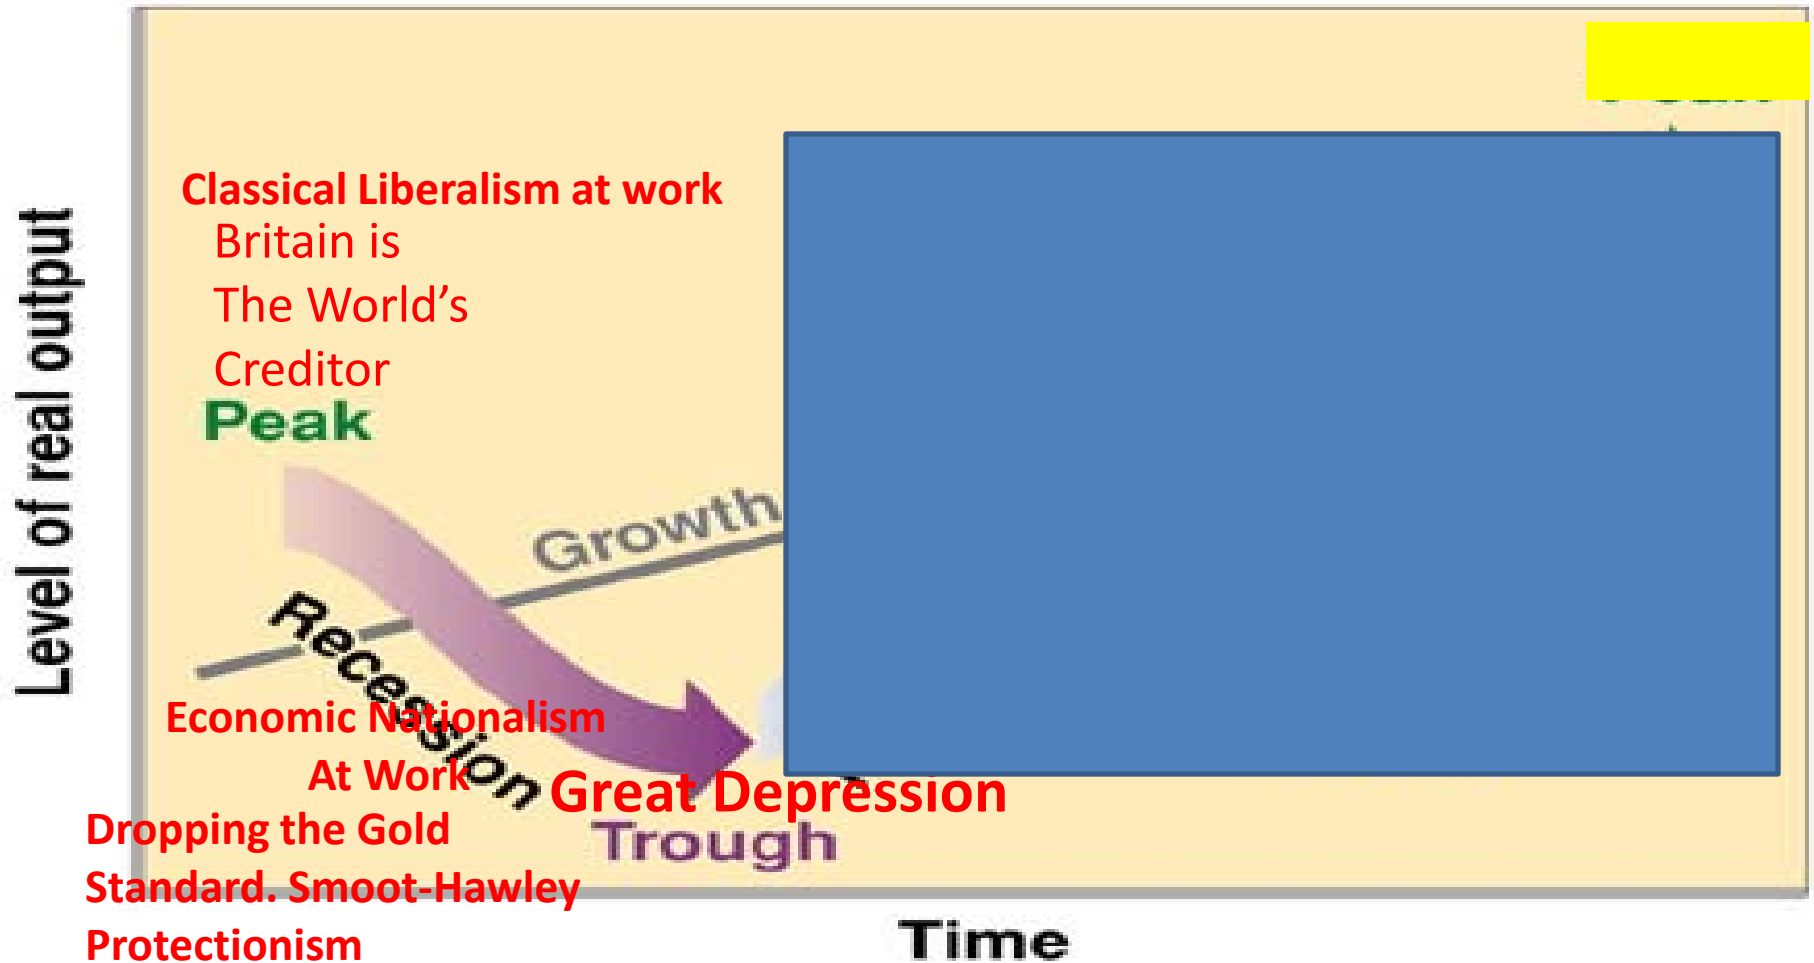 Classical Liberalism at work
Britain is
The World's
Creditor
Peak
Level of real output
Growth
Recession
Economic Nationalism
At Work
Great Depression
Trough
Dropping the Gold
Standard. Smoot-Hawley
Protectionism
Time